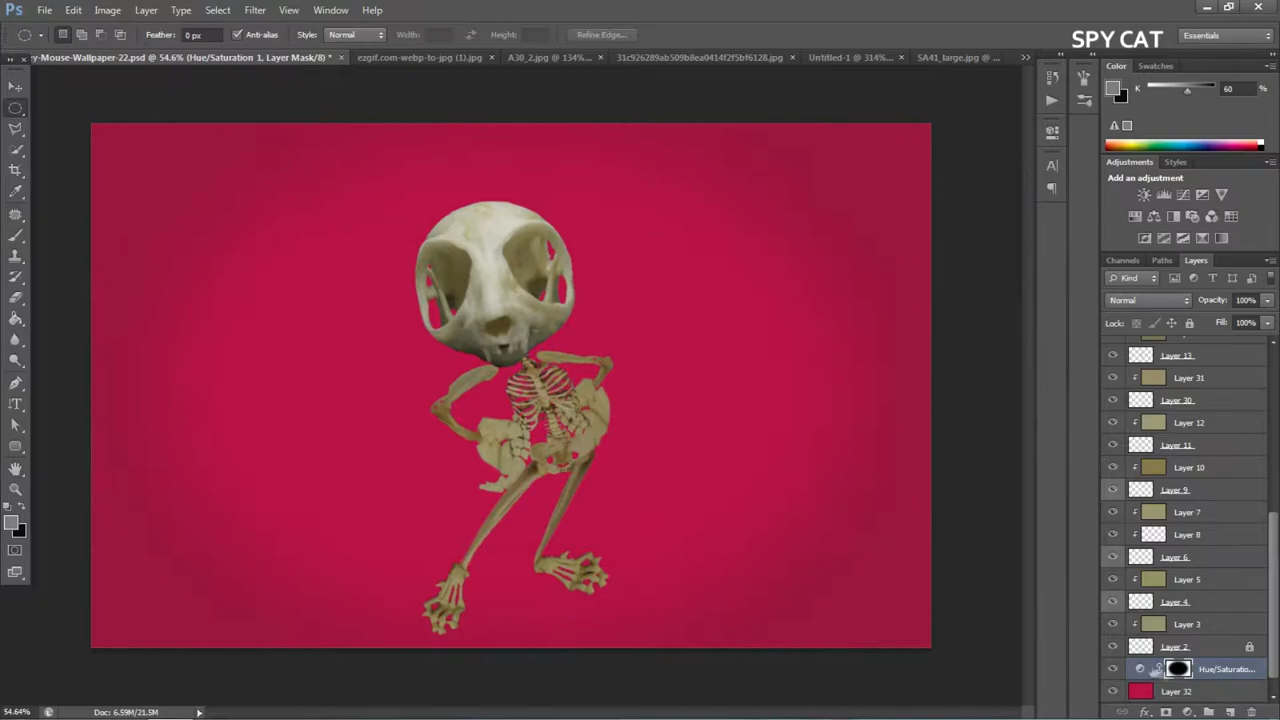 Ps File Edit Image Layer Type Select Filter View Window Help
Feather: 0 px Anti-alias Style: Normal Width: Height: Refine Edge... SPY CAT Essentials
ey-Mouse-Wallpaper-22.psd @ 54.6% (Hue/Saturation 1, Layer Mask/8) * × ezgif.com-webp-to-jpg (1).jpg × A30_2.jpg @ 134%... × 31c926289ab509b8ea0414f2f5bf6128.jpg × Untitled-1 @ 314%... × SA41_large.jpg @ ...
Color Swatches
K 60 %
Adjustments Styles
Add an adjustment
Channels Paths Layers
Kind
Normal Opacity: 100%
Lock: Fill: 100%
Layer 13
Layer 31
Layer 30
Layer 12
Layer 11
Layer 10
Layer 9
Layer 7
Layer 8
Layer 6
Layer 5
Layer 4
Layer 3
Layer 2
Hue/Saturatio...
Layer 32
54.64% Doc: 6.59M/21.5M